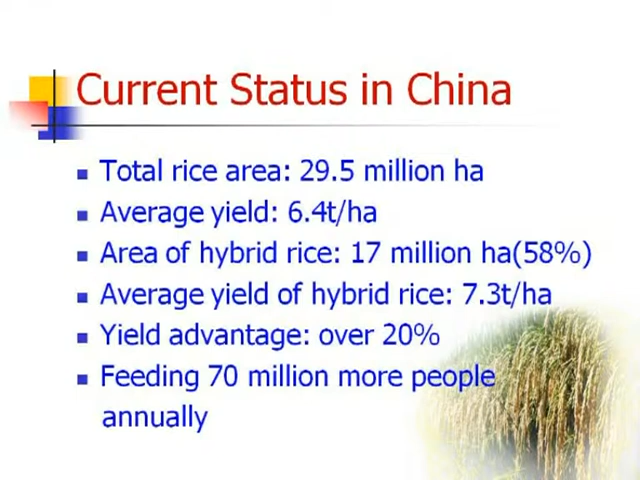 Current Status in China
Total rice area: 29.5 million ha
Average yield: 6.4t/ha
Area of hybrid rice: 17 million ha(58%)
Average yield of hybrid rice: 7.3t/ha
Yield advantage: over 20%
Feeding 70 million more people
annually